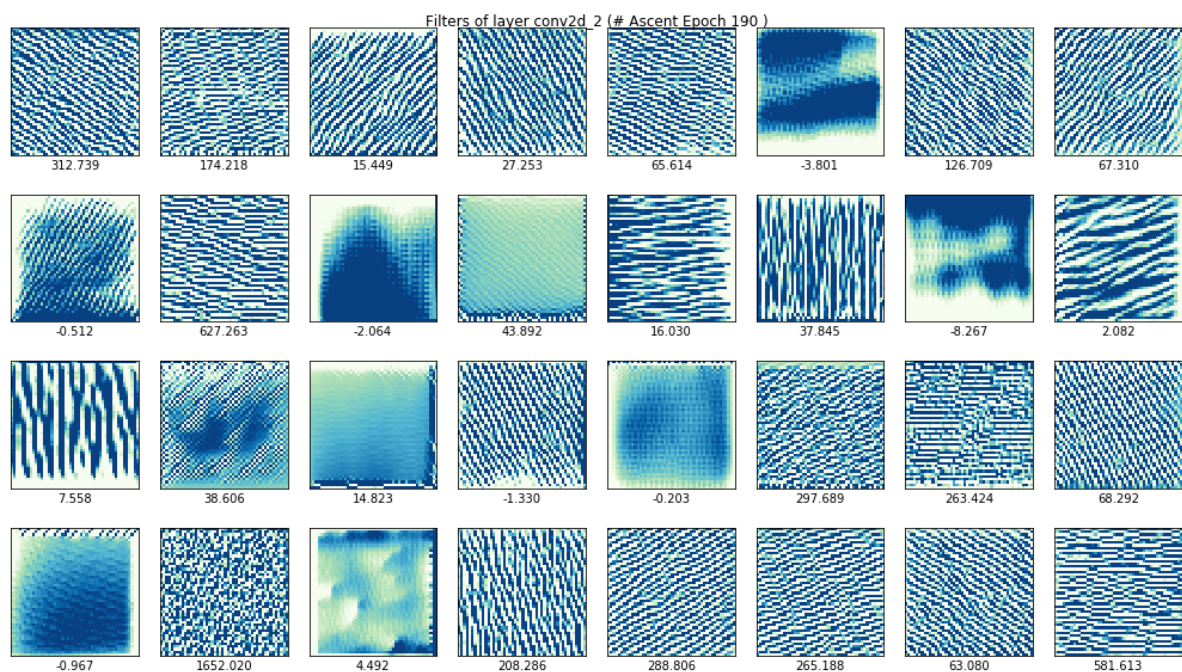 Filters of layer conv2d_2 (# Ascent Epoch 190 )
312.739 174.218 15.449 27.253 65.614 -3.801 126.709 67.310
-0.512 627.263 -2.064 43.892 16.030 37.845 -8.267 2.082
7.558 38.606 14.823 -1.330 -0.203 297.689 263.424 68.292
-0.967 1652.020 4.492 208.286 288.806 265.188 63.080 581.613